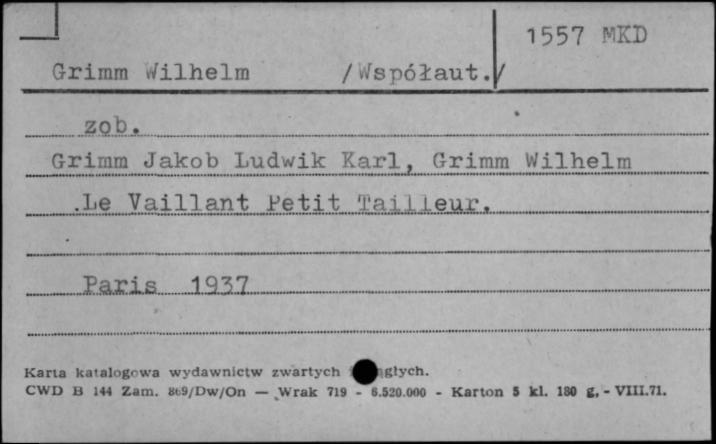 1557 MKD
Grimm Wilhelm /Współaut./
zob.
Grimm Jakob Ludwik Karl, Grimm Wilhelm
Le Vaillant Petit Tailleur.
Paris 1937
Karta katalogowa wydawnictw zwartych głych.
CWD B 144 Zam. 869/Dw/On — Wrak 719 - 6.520.000 - Karton 5 kl. 180 g, - VIII.71.